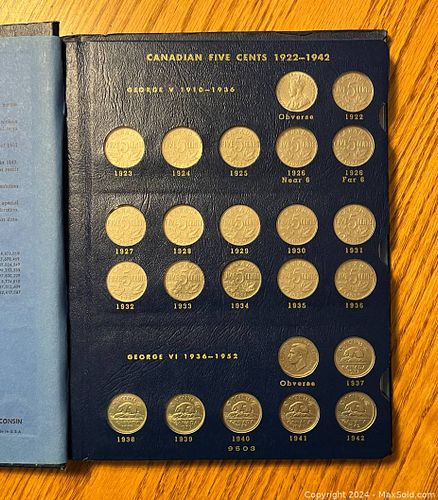 CANADIAN FIVE CENTS 1922-1942
GEORGE V 1910-1936
Obverse 1922
1923 1924 1925 1926 1926
Near 6 Far 6
1927 1928 1929 1930 1931
1932 1933 1934 1935 1936
GEORGE VI 1936-1952
Obverse 1937
1938 1939 1940 1941 1942
9503
CONSIN
Copyright 2024 - MaxSold.com